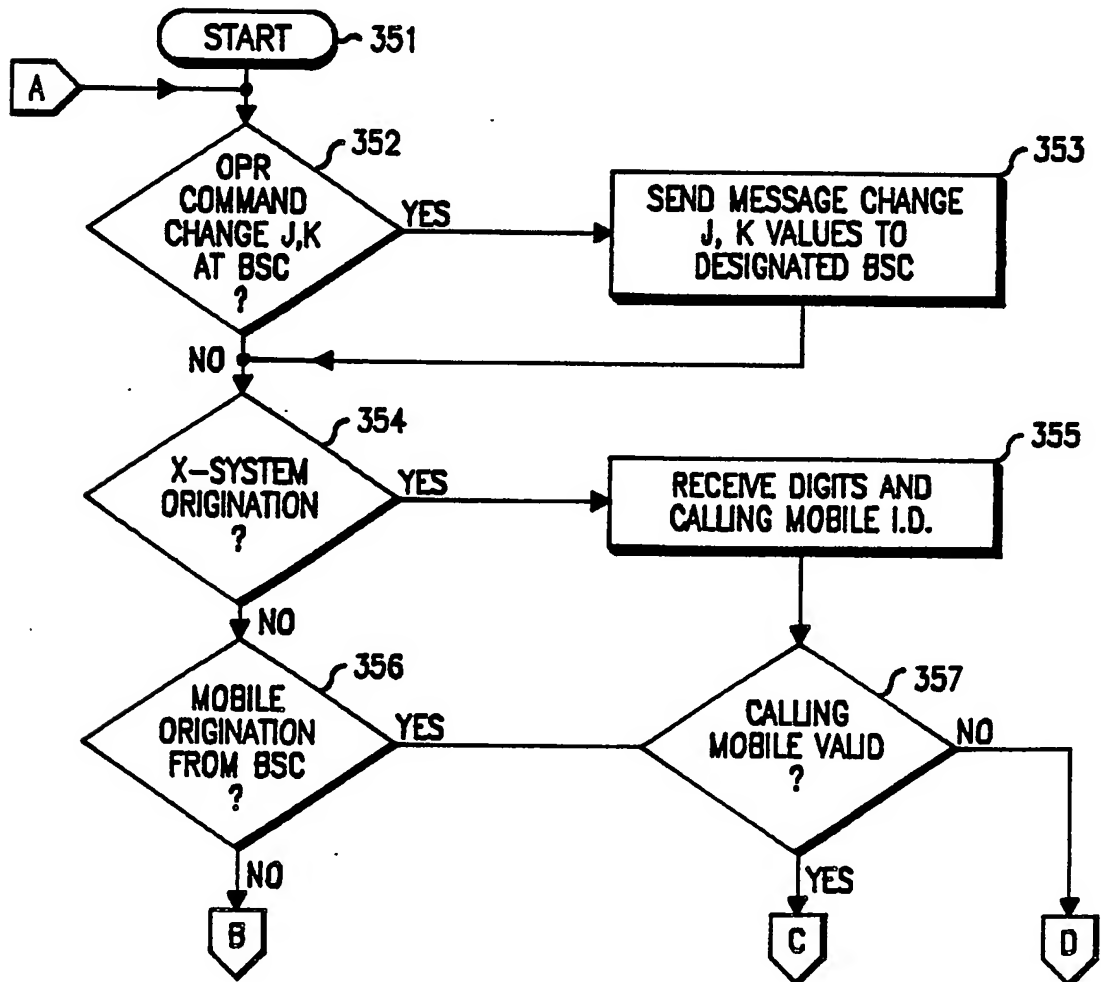 START
351
A
352
OPR
COMMAND
CHANGE J,K
AT BSC
?
YES
353
SEND MESSAGE CHANGE
J, K VALUES TO
DESIGNATED BSC
NO
354
X-SYSTEM
ORIGINATION
?
YES
355
RECEIVE DIGITS AND
CALLING MOBILE I.D.
NO
356
MOBILE
ORIGINATION
FROM BSC
?
YES
357
CALLING
MOBILE VALID
?
NO
NO
YES
B
C
D